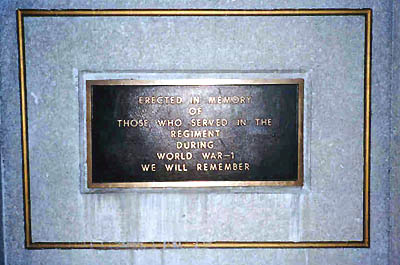 ERECTED IN MEMORY
OF
THOSE, WHO SERVED IN THE
REGIMENT
DURING
WORLD WAR-1
WE WILL REMEMBER